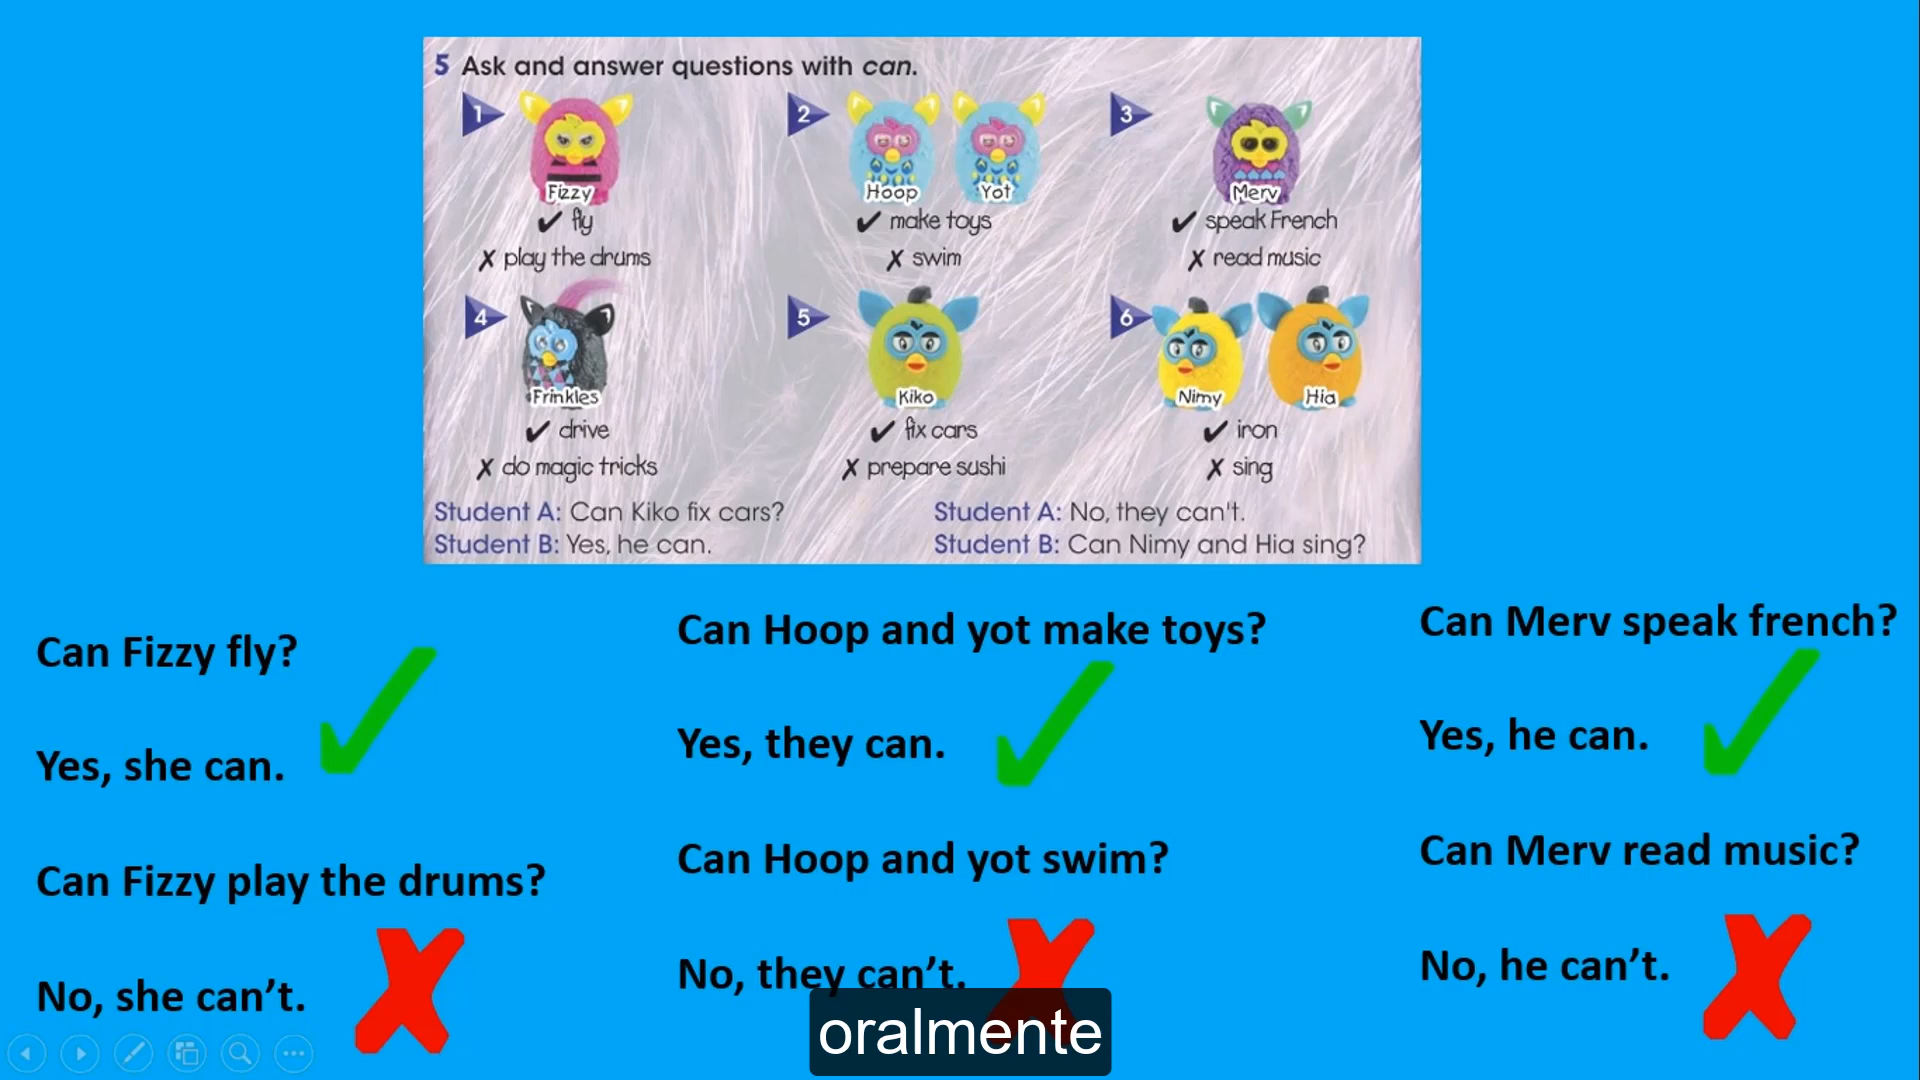 5 Ask and answer questions with can.
1
2
3
Fizzy
Hoop
Yot
Merv
✔ fly
✔ make toys
✔ speak French
✗ play the drums
✗ swim
✗ read music
4
5
6
Frinkles
Kiko
Nimy
Hia
✔ drive
✔ fix cars
✔ iron
✗ do magic tricks
✗ prepare sushi
✗ sing
Student A: Can Kiko fix cars?
Student B: Yes, he can.
Student A: No, they can't.
Student B: Can Nimy and Hia sing?
Can Fizzy fly?
Yes, she can.
Can Fizzy play the drums?
No, she can’t.
Can Hoop and yot make toys?
Yes, they can.
Can Hoop and yot swim?
No, they can’t.
Can Merv speak french?
Yes, he can.
Can Merv read music?
No, he can’t.
oralmente